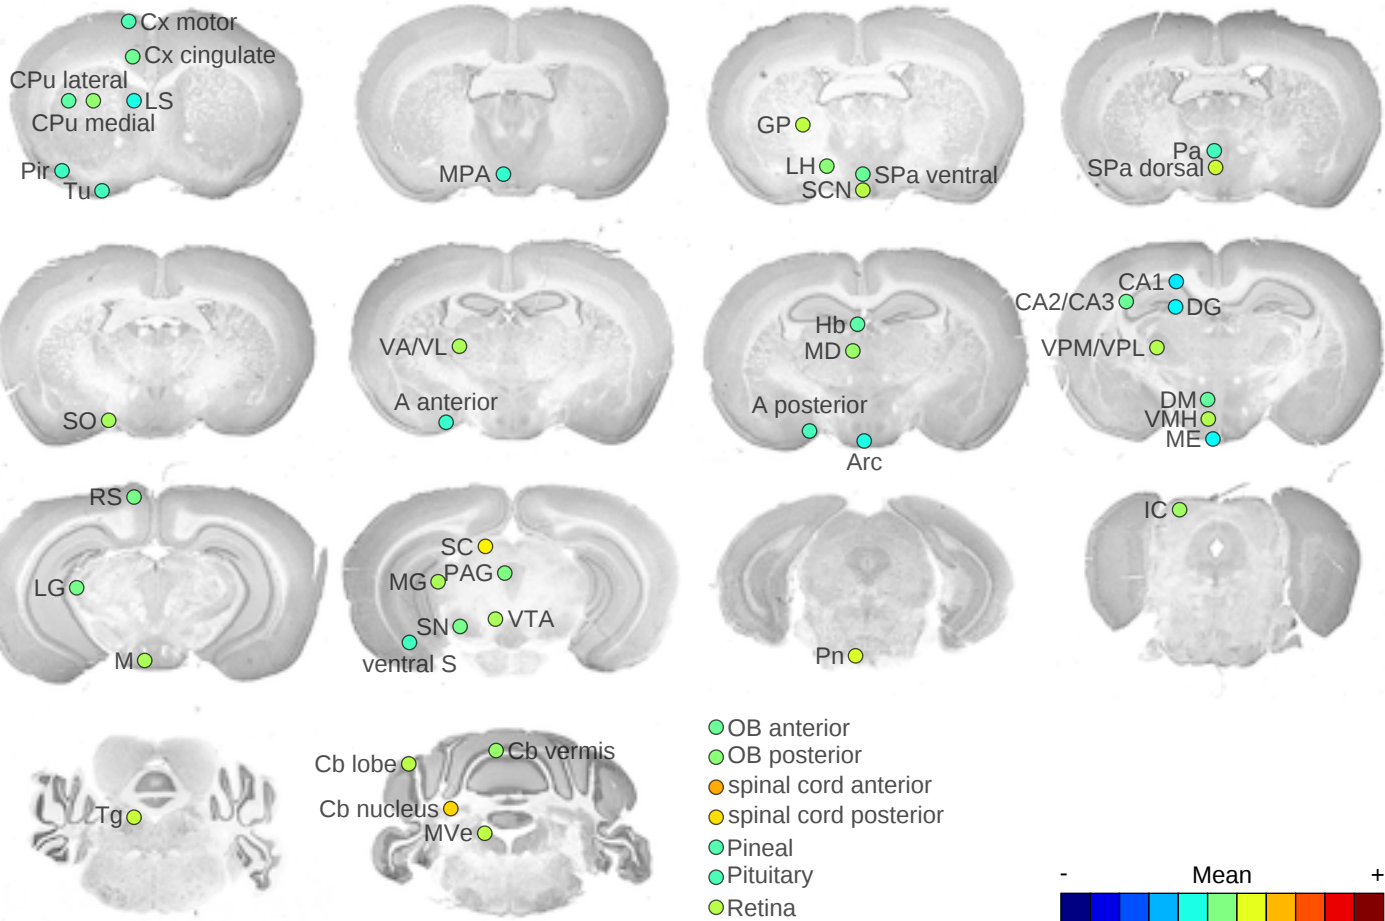 Cx motor
Cx cingulate
CPu lateral
LS
CPu medial
Pir
Tu
MPA
GP
LH
SPa ventral
SCN
Pa
SPa dorsal
SO
VA/VL
A anterior
Hb
MD
A posterior
Arc
CA1
CA2/CA3
DG
VPM/VPL
DM
VMH
ME
RS
LG
M
SC
MG
PAG
SN
VTA
ventral S
Pn
IC
Tg
Cb lobe
Cb vermis
Cb nucleus
MVe
OB anterior
OB posterior
spinal cord anterior
spinal cord posterior
Pineal
Pituitary
Retina
- Mean +